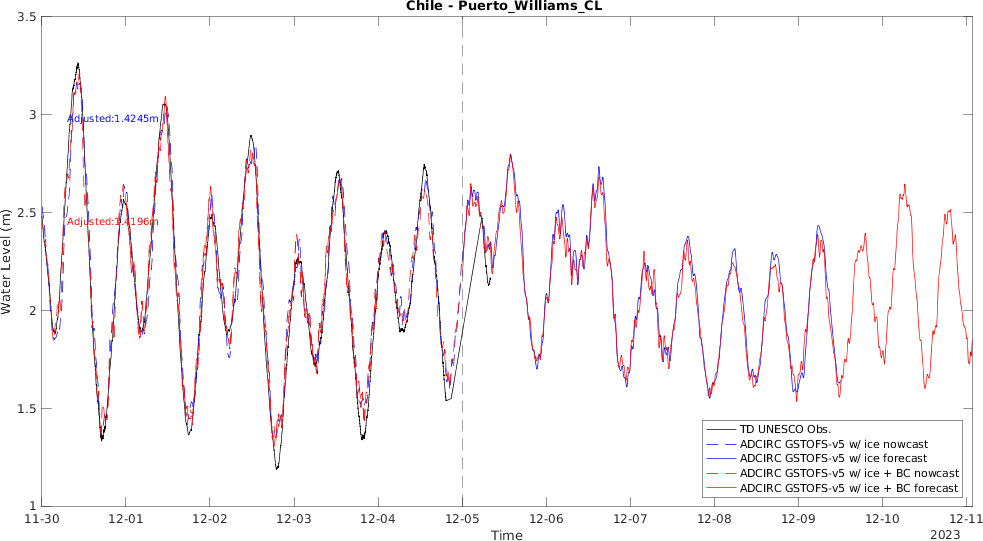 Chile - Puerto_Williams_CL
3.5
3
2.5
2
1.5
1
Water Level (m)
Adjusted:1.4245m
Adjusted:1.4196m
TD UNESCO Obs.
ADCIRC GSTOFS-v5 w/ ice nowcast
ADCIRC GSTOFS-v5 w/ ice forecast
ADCIRC GSTOFS-v5 w/ ice + BC nowcast
ADCIRC GSTOFS-v5 w/ ice + BC forecast
11-30 12-01 12-02 12-03 12-04 12-05 12-06 12-07 12-08 12-09 12-10 12-11
Time
2023